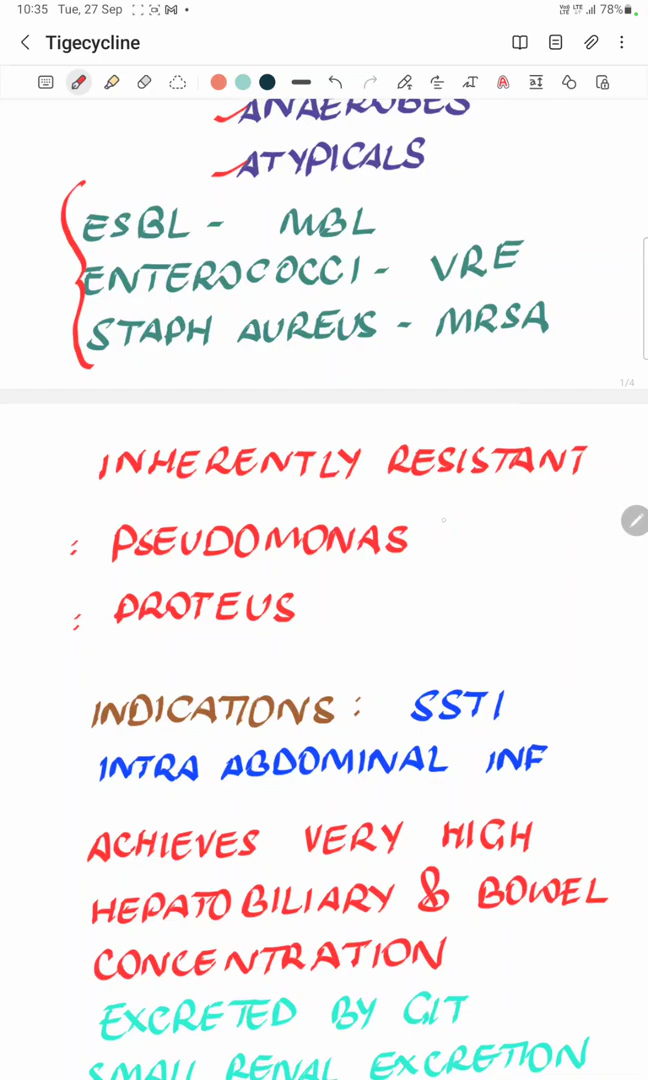 10:35 Tue, 27 Sep
78%
Tigecycline
ANAEROBES
ATYPICALS
ESBL - MBL
ENTEROCOCCI - VRE
STAPH AUREUS - MRSA
1/4
INHERENTLY RESISTANT
: PSEUDOMONAS
: PROTEUS
INDICATIONS : SSTI
INTRA ABDOMINAL INF
ACHIEVES VERY HIGH
HEPATOBILIARY & BOWEL
CONCENTRATION
EXCRETED BY GIT
SMALL RENAL EXCRETION